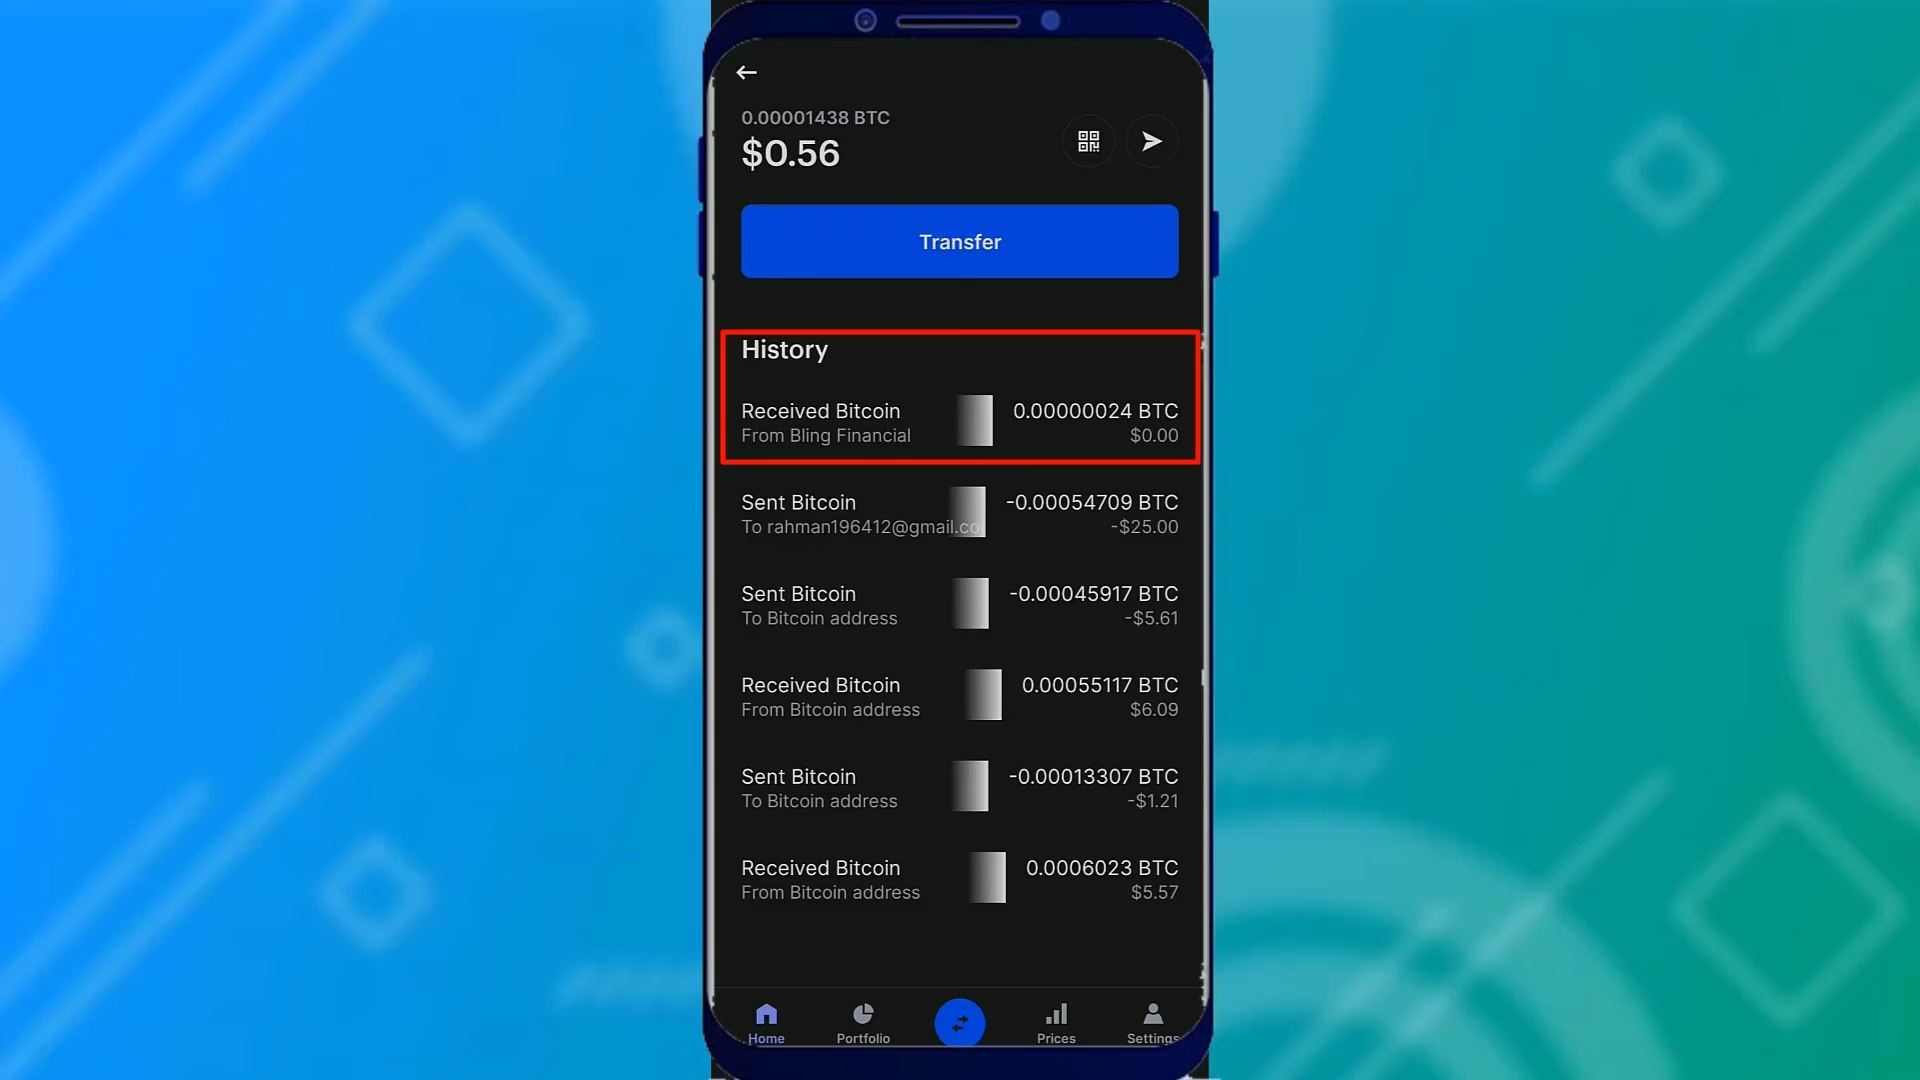 0.00001438 BTC
$0.56
Transfer
History
Received Bitcoin 0.00000024 BTC
From Bling Financial $0.00
Sent Bitcoin -0.00054709 BTC
To rahman196412@gmail.co -$25.00
Sent Bitcoin -0.00045917 BTC
To Bitcoin address -$5.61
Received Bitcoin 0.00055117 BTC
From Bitcoin address $6.09
Sent Bitcoin -0.00013307 BTC
To Bitcoin address -$1.21
Received Bitcoin 0.0006023 BTC
From Bitcoin address $5.57
Home Portfolio Prices Settings